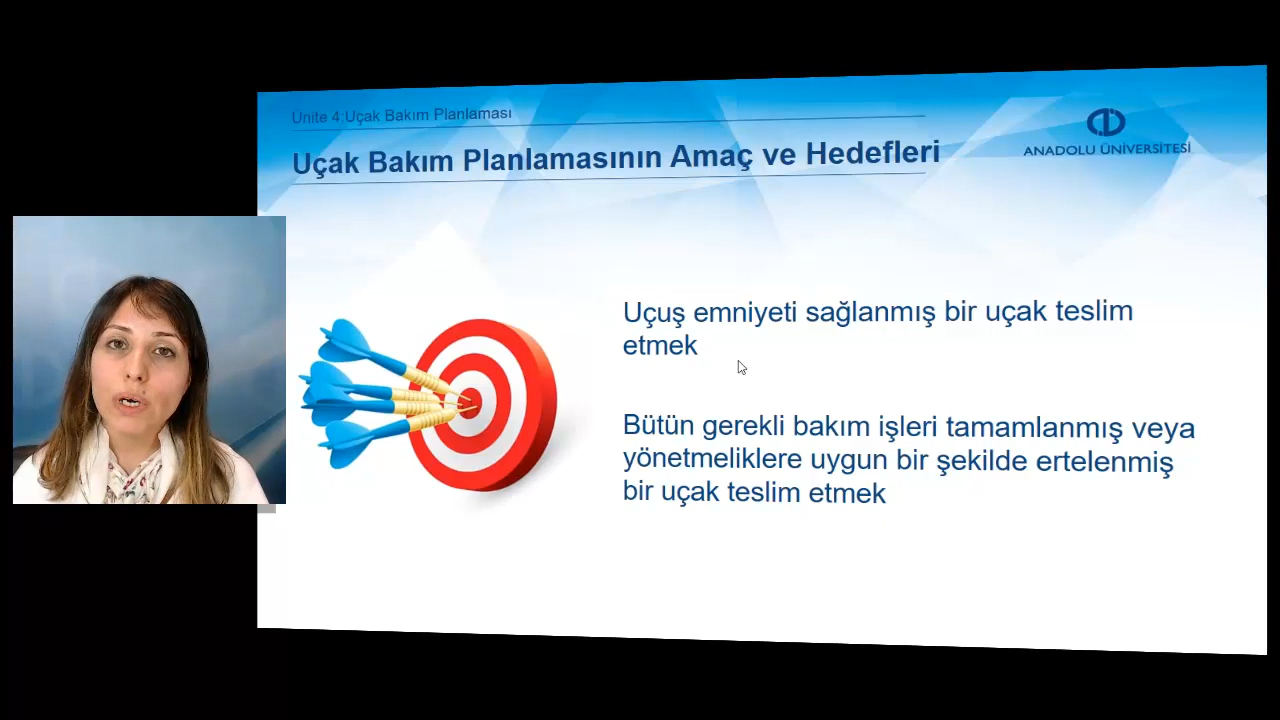 Ünite 4:Uçak Bakım Planlaması
Uçak Bakım Planlamasının Amaç ve Hedefleri
ANADOLU ÜNİVERSİTESİ
Uçuş emniyeti sağlanmış bir uçak teslim
etmek
Bütün gerekli bakım işleri tamamlanmış veya
yönetmeliklere uygun bir şekilde ertelenmiş
bir uçak teslim etmek